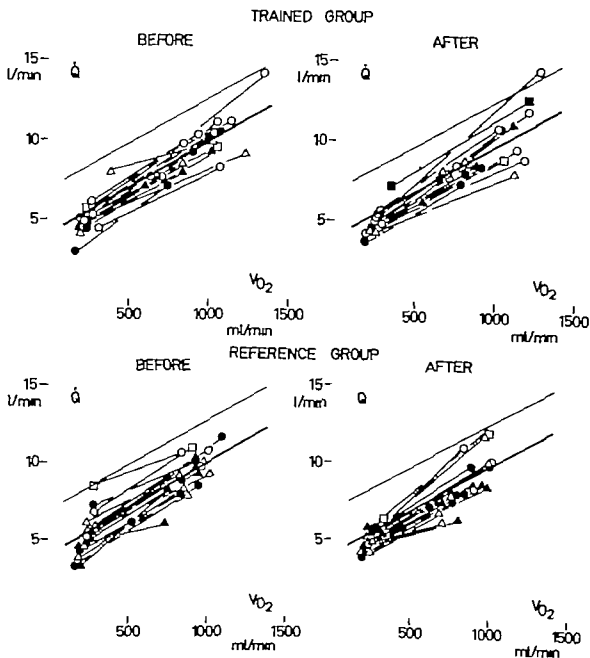 TRAINED GROUP
BEFORE
AFTER
15
l/min
Q̇
10
5
15
l/min
Q̇
10
5
V̇O2
500
1000
1500
ml/min
V̇O2
500
1000
1500
ml/min
REFERENCE GROUP
BEFORE
AFTER
15
l/min
Q̇
10
5
15
l/min
Q̇
10
5
V̇O2
500
1000
1500
ml/min
V̇O2
500
1000
1500
ml/min